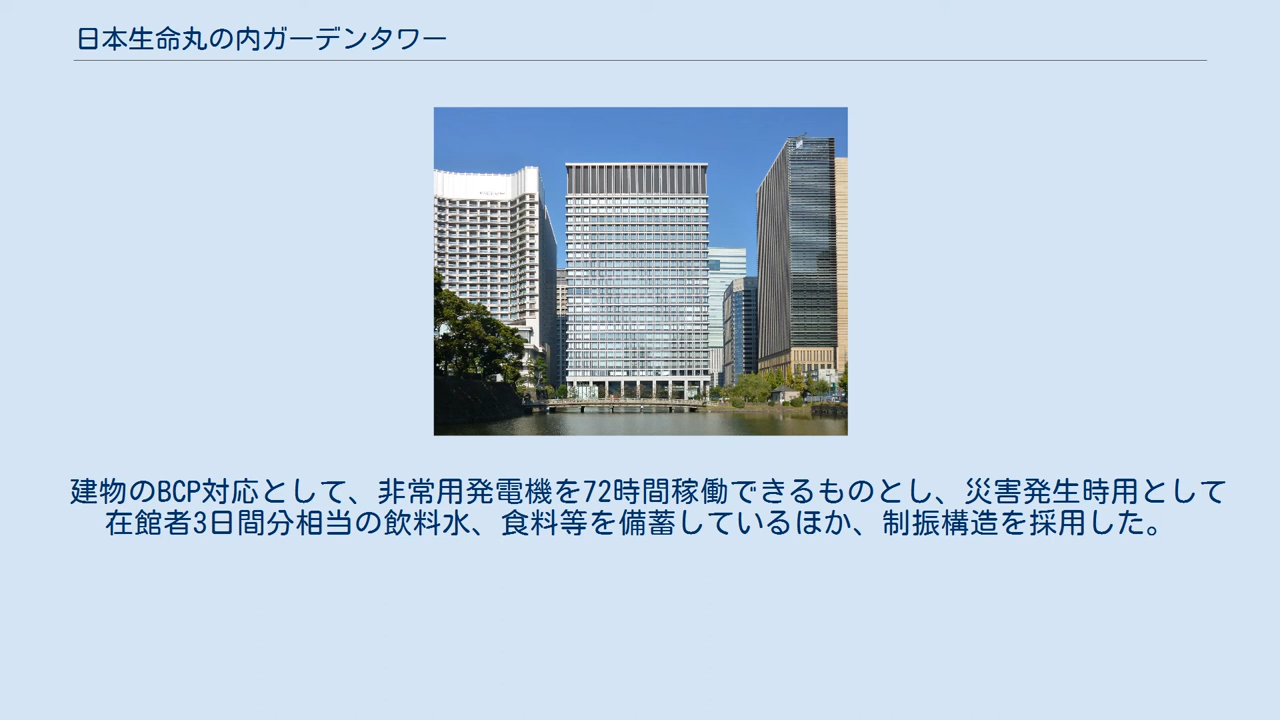 日本生命丸の内ガーデンタワー
建物のBCP対応として、非常用発電機を72時間稼働できるものとし、災害発生時用として
在館者3日間分相当の飲料水、食料等を備蓄しているほか、制振構造を採用した。